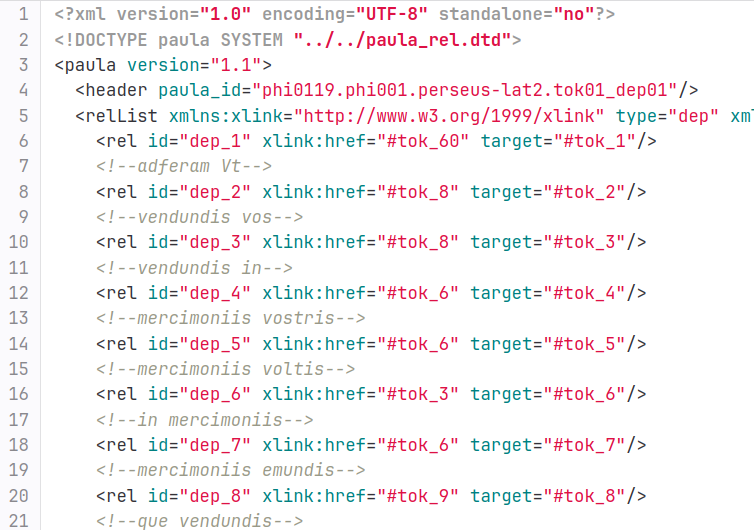 1 <?xml version="1.0" encoding="UTF-8" standalone="no"?>
2 <!DOCTYPE paula SYSTEM "../../paula_rel.dtd">
3 <paula version="1.1">
4 <header paula_id="phi0119.phi001.perseus-lat2.tok01_dep01"/>
5 <relList xmlns:xlink="http://www.w3.org/1999/xlink" type="dep" xm
6 <rel id="dep_1" xlink:href="#tok_60" target="#tok_1"/>
7 <!--adferam Vt-->
8 <rel id="dep_2" xlink:href="#tok_8" target="#tok_2"/>
9 <!--vendundis vos-->
10 <rel id="dep_3" xlink:href="#tok_8" target="#tok_3"/>
11 <!--vendundis in-->
12 <rel id="dep_4" xlink:href="#tok_6" target="#tok_4"/>
13 <!--mercimoniis vostris-->
14 <rel id="dep_5" xlink:href="#tok_6" target="#tok_5"/>
15 <!--mercimoniis voltis-->
16 <rel id="dep_6" xlink:href="#tok_3" target="#tok_6"/>
17 <!--in mercimoniis-->
18 <rel id="dep_7" xlink:href="#tok_6" target="#tok_7"/>
19 <!--mercimoniis emundis-->
20 <rel id="dep_8" xlink:href="#tok_9" target="#tok_8"/>
21 <!--que vendundis-->